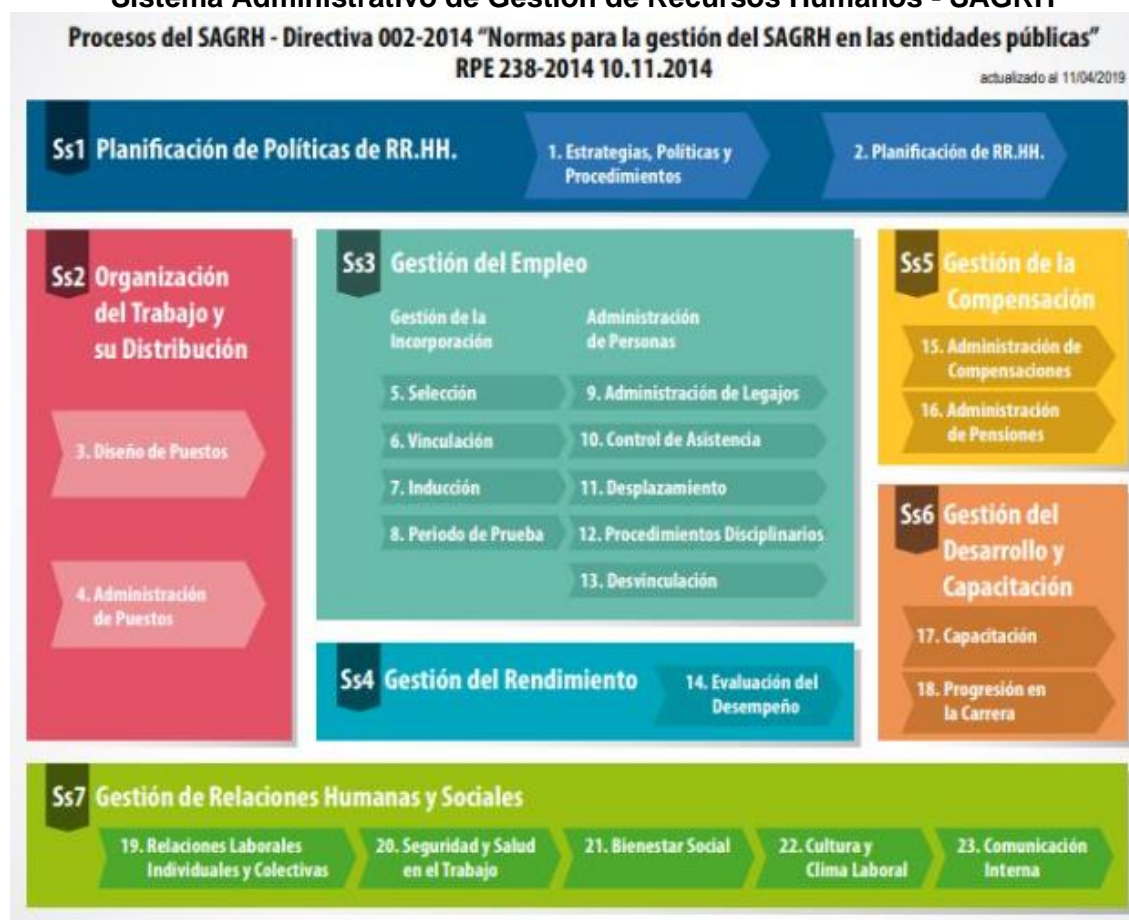 Sistema Administrativo de Gestión de Recursos Humanos - SAGRH
Procesos del SAGRH - Directiva 002-2014 “Normas para la gestión del SAGRH en las entidades públicas”
RPE 238-2014 10.11.2014
actualizado al 11/04/2019
Ss1 Planificación de Políticas de RR.HH.
1. Estrategias, Políticas y
Procedimientos
2. Planificación de RR.HH.
Ss2 Organización
del Trabajo y
su Distribución
3. Diseño de Puestos
4. Administración
de Puestos
Ss3 Gestión del Empleo
Gestión de la
Incorporación
5. Selección
6. Vinculación
7. Inducción
8. Periodo de Prueba
Administración
de Personas
9. Administración de Legajos
10. Control de Asistencia
11. Desplazamiento
12. Procedimientos Disciplinarios
13. Desvinculación
Ss4 Gestión del Rendimiento
14. Evaluación del
Desempeño
Ss5 Gestión de la
Compensación
15. Administración de
Compensaciones
16. Administración
de Pensiones
Ss6 Gestión del
Desarrollo y
Capacitación
17. Capacitación
18. Progresión en
la Carrera
Ss7 Gestión de Relaciones Humanas y Sociales
19. Relaciones Laborales
Individuales y Colectivas
20. Seguridad y Salud
en el Trabajo
21. Bienestar Social
22. Cultura y
Clima Laboral
23. Comunicación
Interna